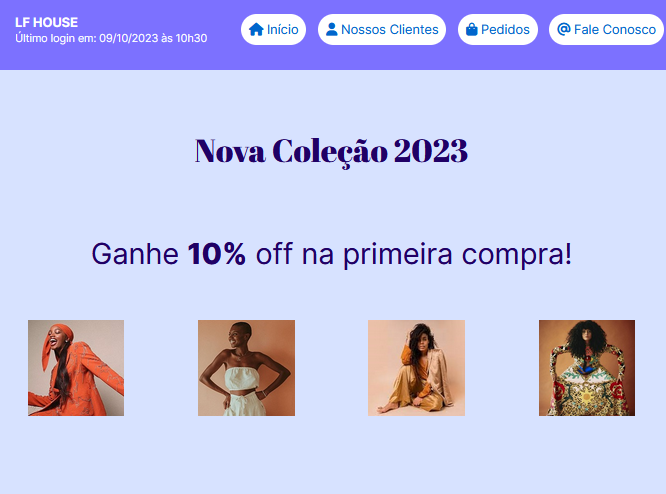 LF HOUSE
Último login em: 09/10/2023 às 10h30
Início
Nossos Clientes
Pedidos
Fale Conosco
Nova Coleção 2023
Ganhe 10% off na primeira compra!